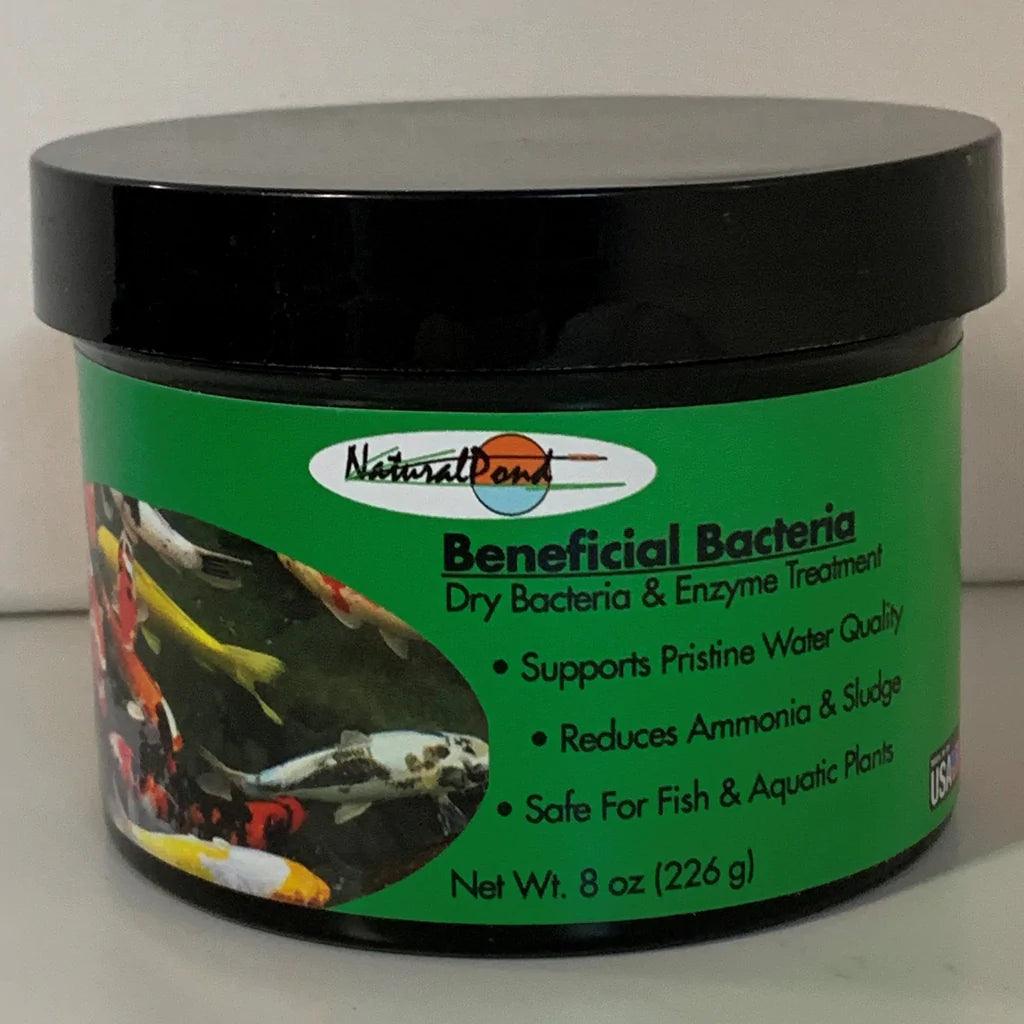 NaturalPond
Beneficial Bacteria
Dry Bacteria & Enzyme Treatment
• Supports Pristine Water Quality
• Reduces Ammonia & Sludge
• Safe For Fish & Aquatic Plants
USA
Net Wt. 8 oz (226 g)